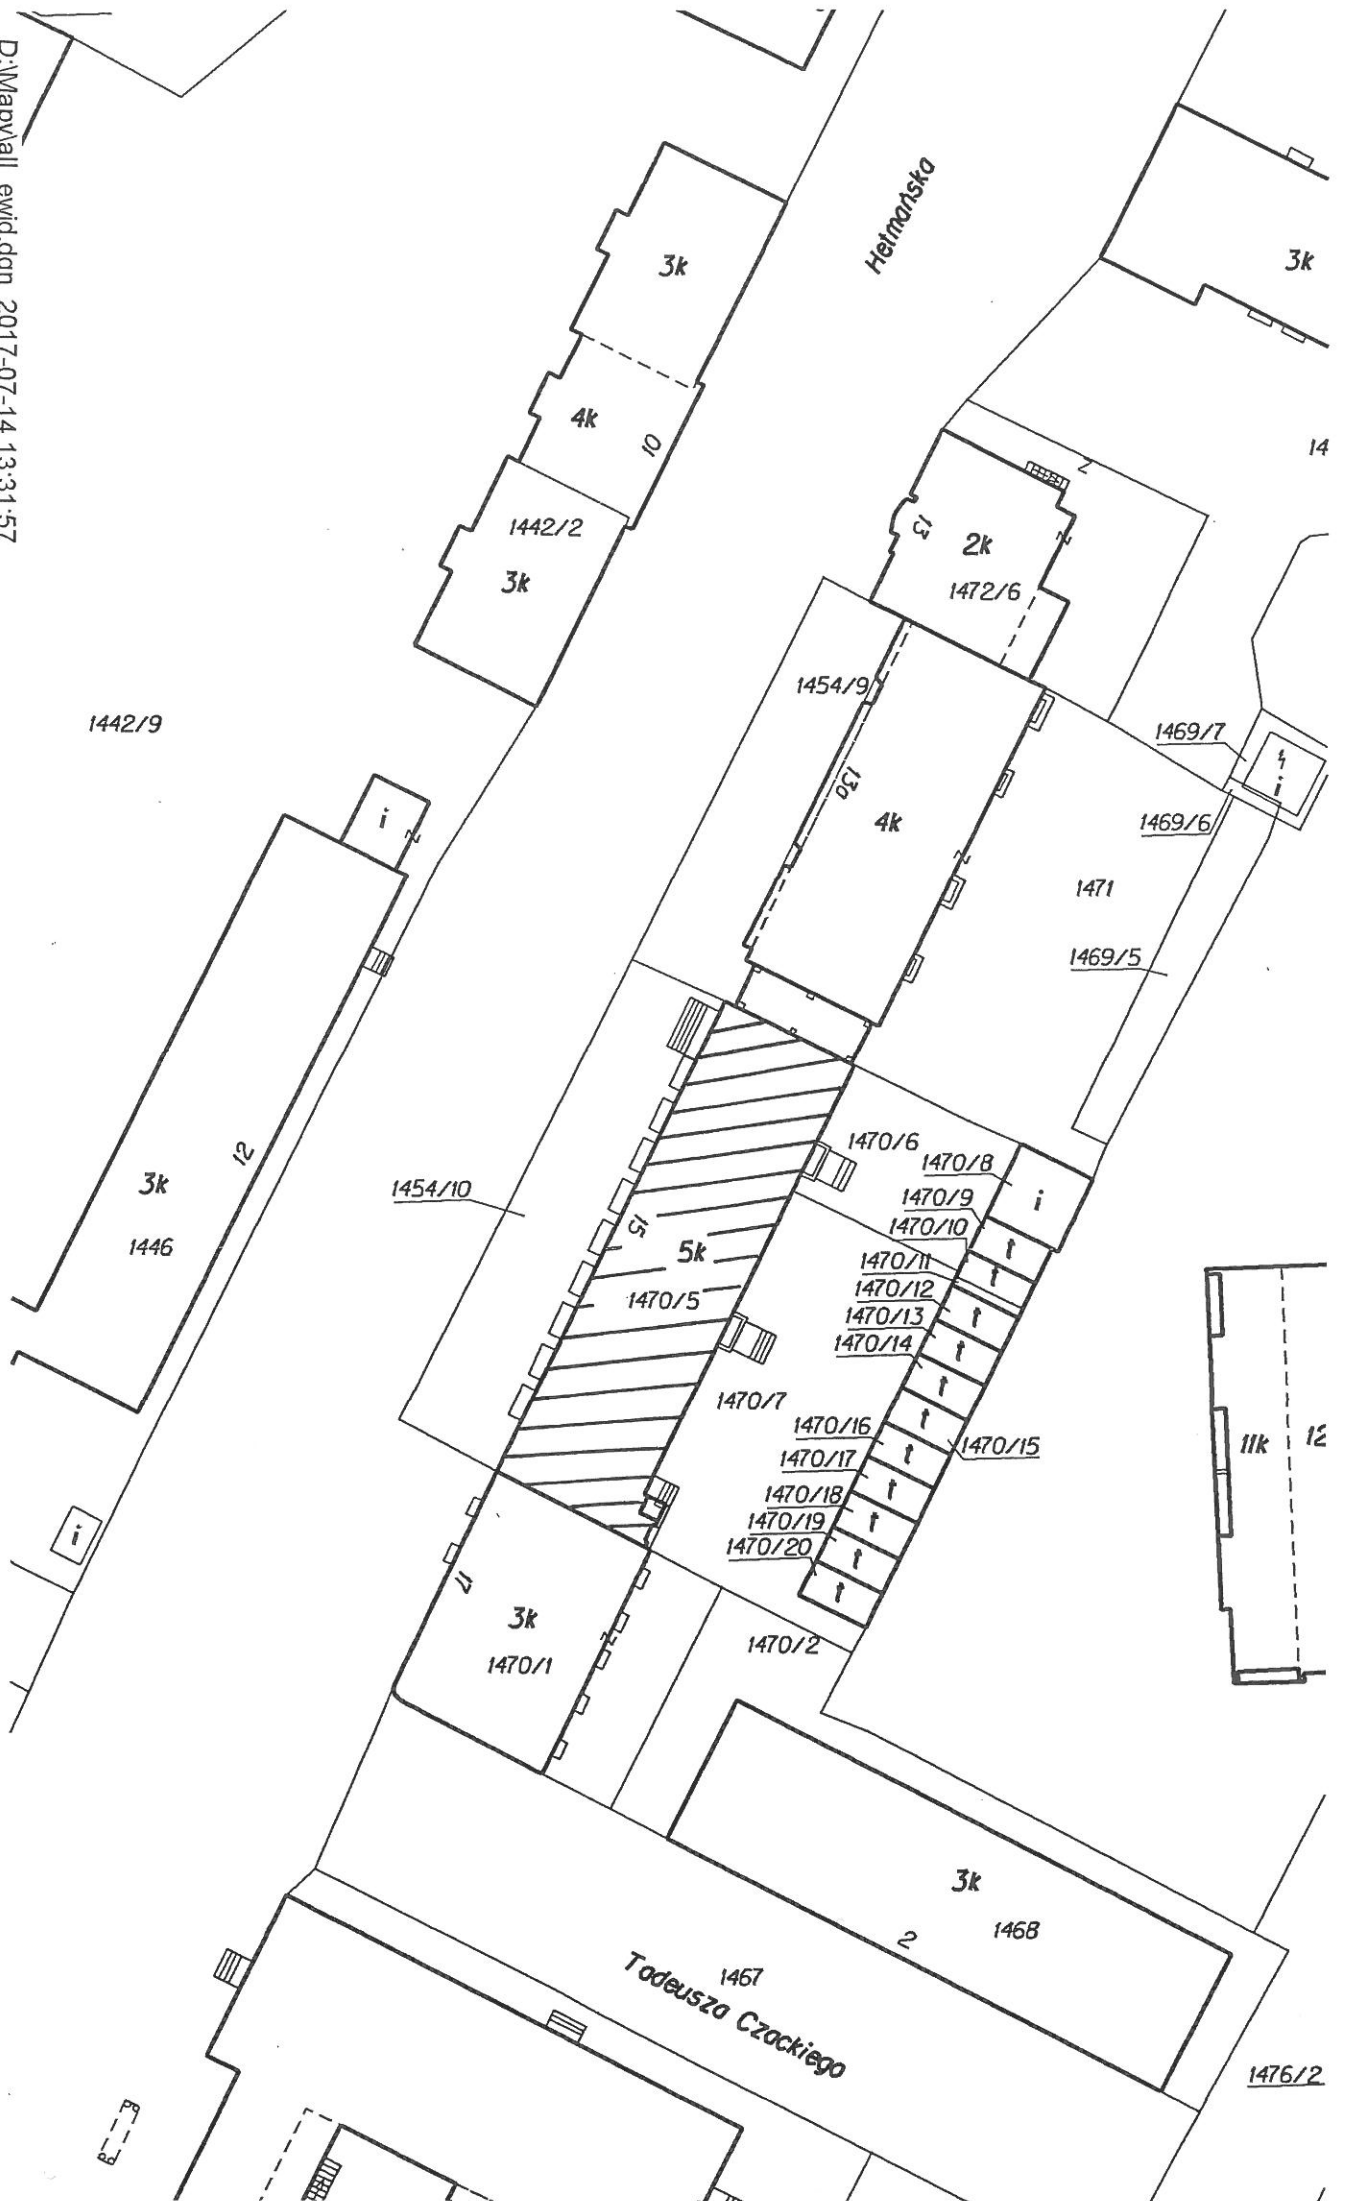 D:\Mapy\all_ewid.dgn 2017-07-14 13:31:57
Hetmańska
3k
3k
4k
10
14
1442/2
3k
13
2k
1472/6
z
z
1454/9
1442/9
1469/7
i
i
z
13a
4k
1469/6
z
1471
1469/5
12
3k
1446
1454/10
1470/6
1470/8
i
1470/9
1470/10
t
1470/11
t
1470/12
1470/13
t
1470/14
t
15
5k
1470/5
t
1470/7
t
1470/16
t
1470/15
1470/17
t
1470/18
t
1470/19
t
1470/20
t
11k
12
i
17
3k
z
1470/1
1470/2
3k
1468
2
1467
Tadeusza Czackiego
1476/2